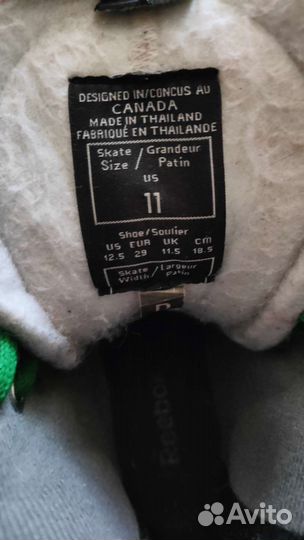 DESIGNED IN/CONCUS AU
CANADA
MADE IN THAILAND
FABRIQUÉ EN THAILANDE
Skate / Grandeur
Size / Patin
US
11
Shoe/Soulier
US EUR UK CM
12.5 29 11.5 18.5
Skate / Largeur
Width / Patin
Reebok
Avito